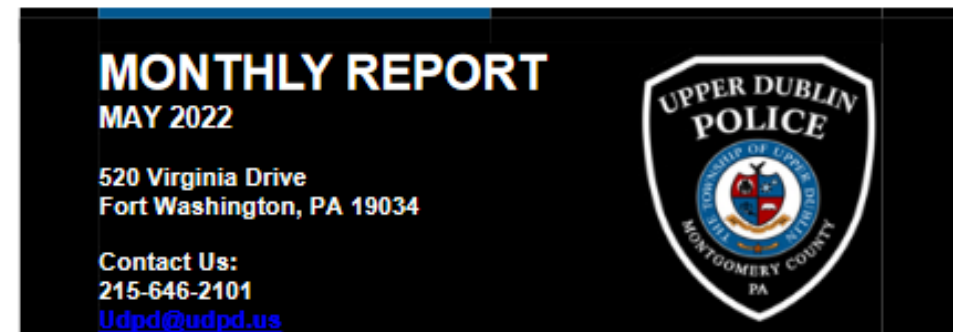 MONTHLY REPORT
MAY 2022
520 Virginia Drive
Fort Washington, PA 19034
Contact Us:
215-646-2101
Udpd@udpd.us
UPPER DUBLIN
POLICE
THE TOWNSHIP OF UPPER DUBLIN
MONTGOMERY COUNTY
PA